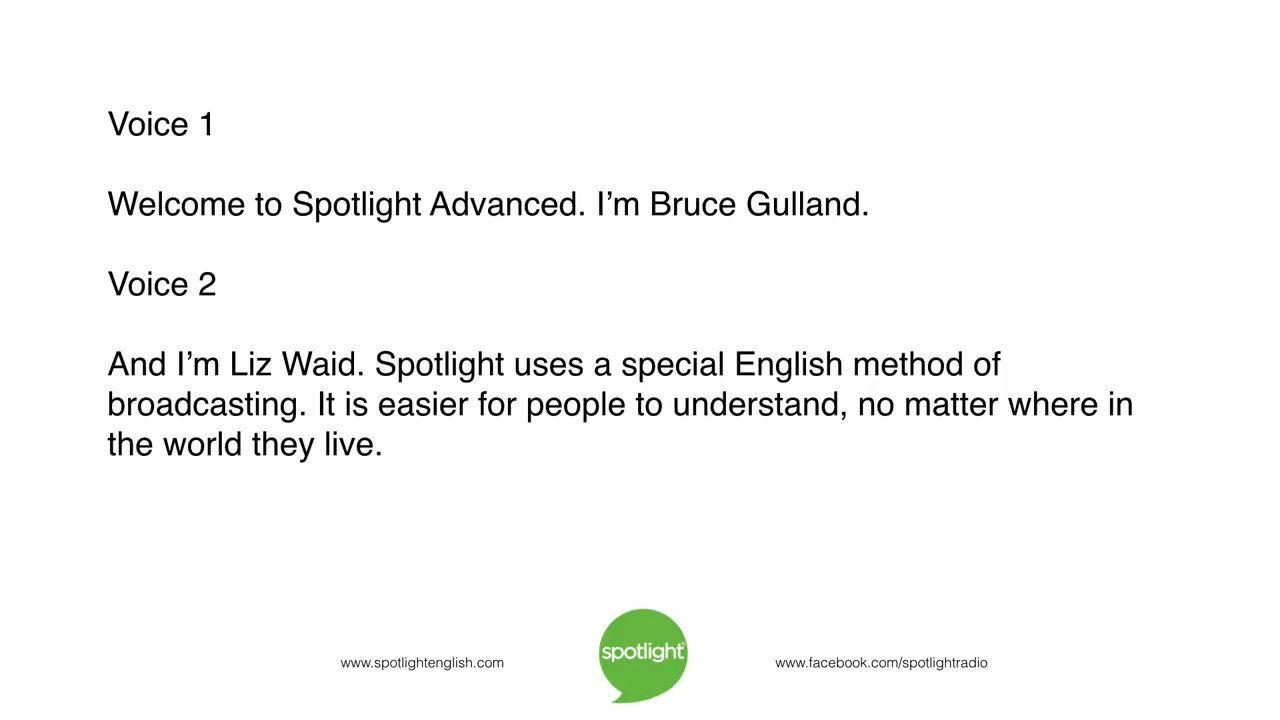 Voice 1
Welcome to Spotlight Advanced. I’m Bruce Gulland.
Voice 2
And I’m Liz Waid. Spotlight uses a special English method of
broadcasting. It is easier for people to understand, no matter where in
the world they live.
www.spotlightenglish.com
spotlight
www.facebook.com/spotlightradio